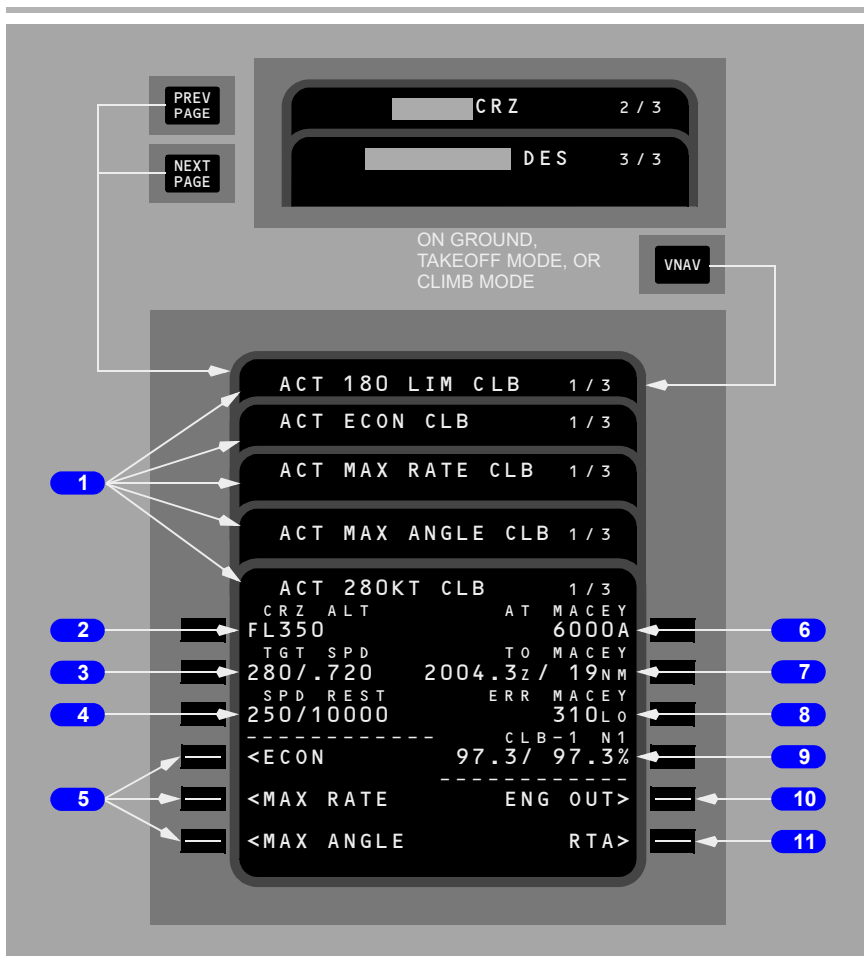 PREV
PAGE
CRZ 2/3
NEXT
PAGE
DES 3/3
ON GROUND,
TAKEOFF MODE, OR
CLIMB MODE
VNAV
ACT 180 LIM CLB 1/3
ACT ECON CLB 1/3
1
ACT MAX RATE CLB 1/3
ACT MAX ANGLE CLB 1/3
ACT 280KT CLB 1/3
CRZ ALT AT MACEY
2 FL350 6000A 6
TGT SPD TO MACEY
3 280/.720 2004.3z/ 19NM 7
SPD REST ERR MACEY
4 250/10000 310LO 8
------------ CLB-1 N1
<ECON 97.3/ 97.3% 9
------------
5 <MAX RATE ENG OUT> 10
<MAX ANGLE RTA> 11